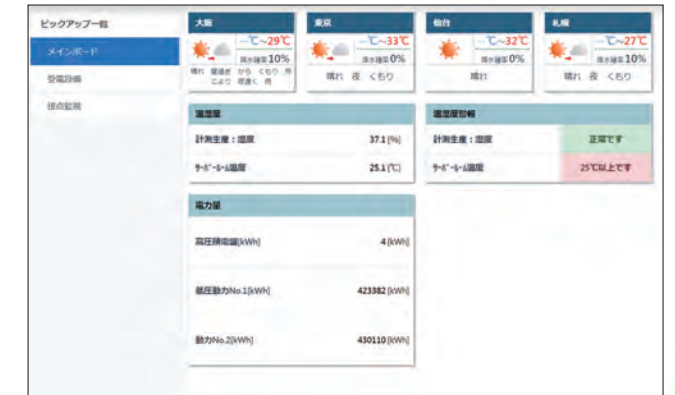 ピックアップ一覧
メインボード
受電設備
接点監視
大阪
--℃~29℃
降水確率10%
晴れ 昼過ぎ から くもり 所
により 夜遅く 雨
東京
--℃~33℃
降水確率0%
晴れ 夜 くもり
仙台
--℃~32℃
降水確率0%
晴れ
札幌
--℃~27℃
降水確率10%
晴れ 夜 くもり
温湿度
計測生産:湿度 37.1 [%]
ｻｰﾊﾞｰﾙｰﾑ温度 25.1 [℃]
温湿度警報
計測生産:湿度 正常です
ｻｰﾊﾞｰﾙｰﾑ温度 25℃以上です
電力量
高圧饋電盤[kWh] 4 [kWh]
低圧動力No.1[kWh] 423382 [kWh]
動力No.2[kWh] 430110 [kWh]